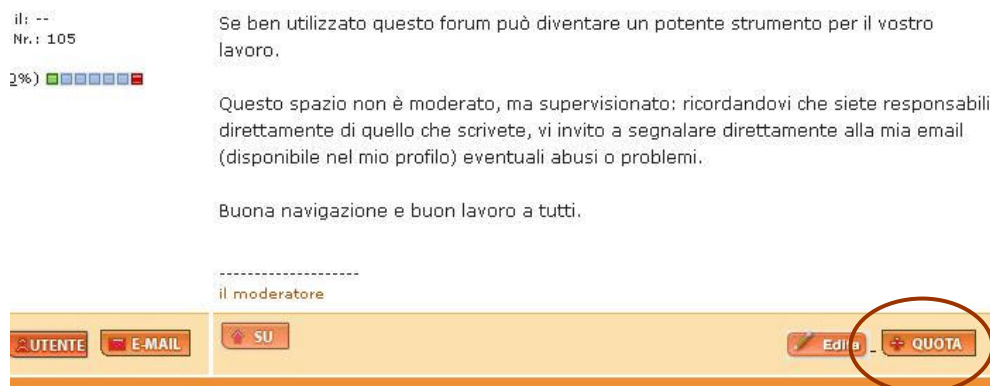 il: --
Nr.: 105
0%)
Se ben utilizzato questo forum può diventare un potente strumento per il vostro
lavoro.
Questo spazio non è moderato, ma supervisionato: ricordandovi che siete responsabili
direttamente di quello che scrivete, vi invito a segnalare direttamente alla mia email
(disponibile nel mio profilo) eventuali abusi o problemi.
Buona navigazione e buon lavoro a tutti.
--------------------
il moderatore
UTENTE E-MAIL SU Edita - QUOTA